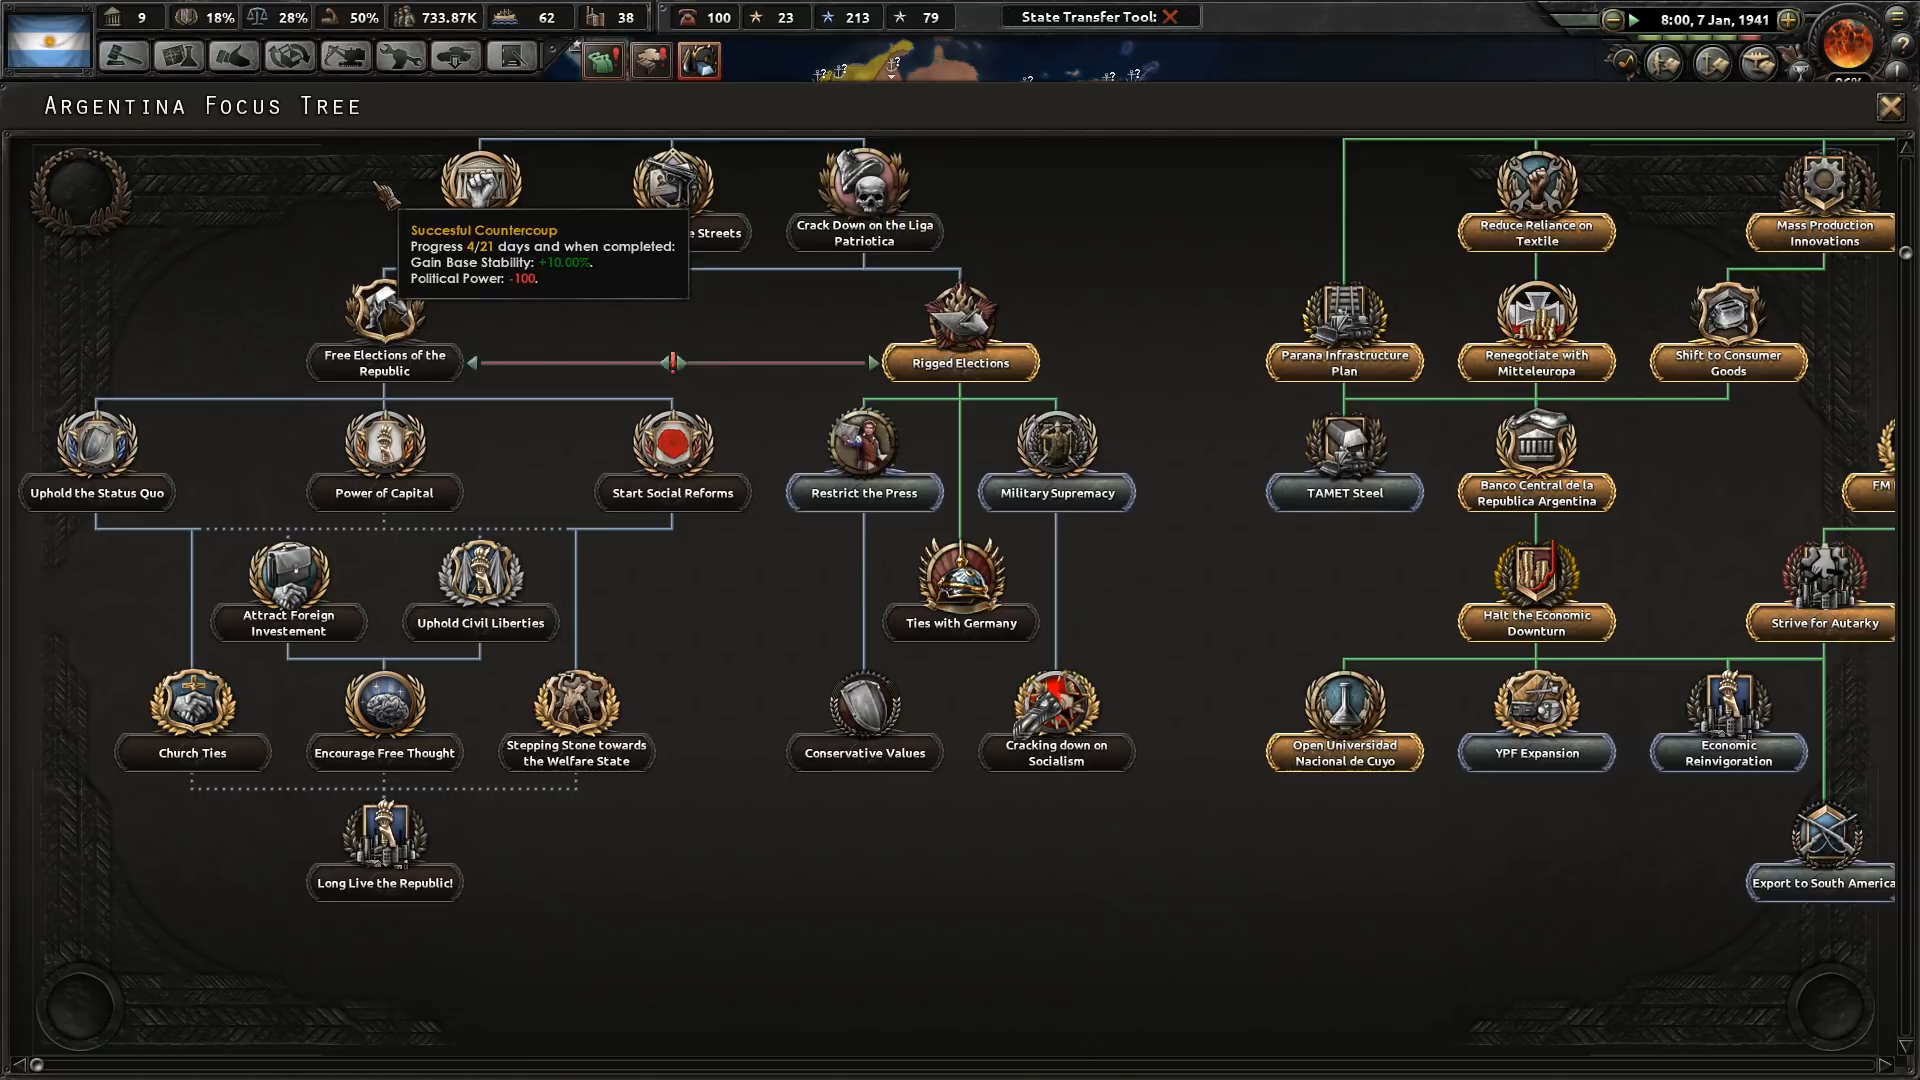 9
18%
28%
50%
733.87K
62
38
100
23
213
79
State Transfer Tool:
8:00, 7 Jan, 1941
Argentina Focus Tree
Succesful Countercoup
Progress 4/21 days and when completed:
Gain Base Stability: +10.00%.
Political Power: -100.
e Streets
Crack Down on the Liga
Patriotica
Reduce Reliance on
Textile
Mass Production
Innovations
Free Elections of the
Republic
Rigged Elections
Parana Infrastructure
Plan
Renegotiate with
Mitteleuropa
Shift to Consumer
Goods
Uphold the Status Quo
Power of Capital
Start Social Reforms
Restrict the Press
Military Supremacy
TAMET Steel
Banco Central de la
Republica Argentina
FM
Attract Foreign
Investement
Uphold Civil Liberties
Ties with Germany
Halt the Economic
Downturn
Strive for Autarky
Church Ties
Encourage Free Thought
Stepping Stone towards
the Welfare State
Conservative Values
Cracking down on
Socialism
Open Universidad
Nacional de Cuyo
YPF Expansion
Economic
Reinvigoration
Long Live the Republic!
Export to South America